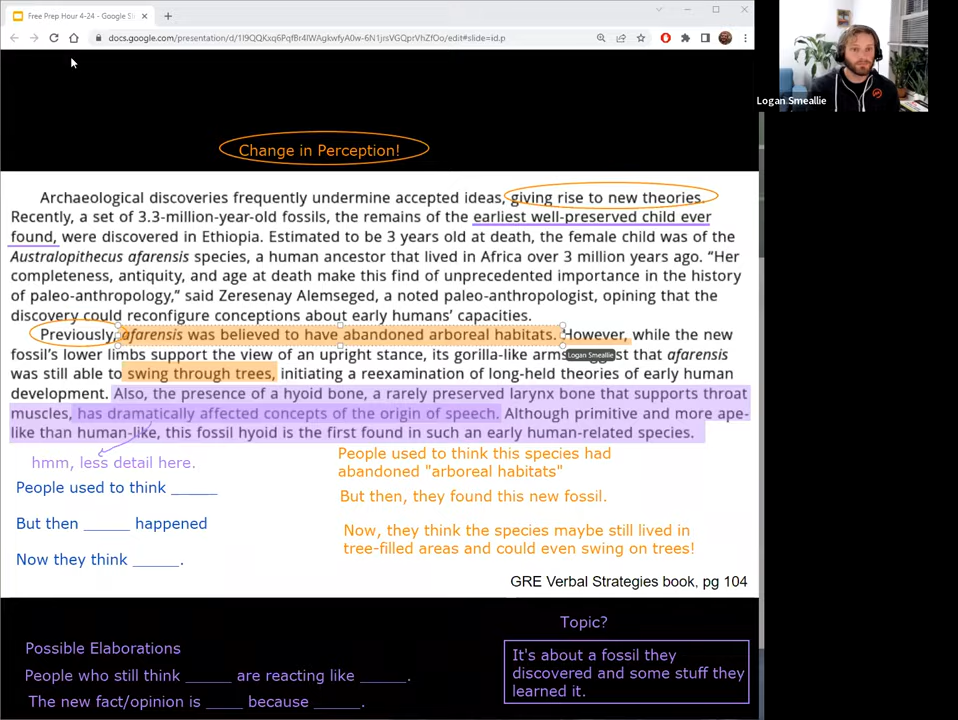 Free Prep Hour 4-24 - Google Sli
docs.google.com/presentation/d/1I9QQKxq6PqfBr4IWAgkwfyA0w-6N1jrsVGQprVhZfOo/edit#slide=id.p
Logan Smeallie
Change in Perception!
Archaeological discoveries frequently undermine accepted ideas, giving rise to new theories.
Recently, a set of 3.3-million-year-old fossils, the remains of the earliest well-preserved child ever
found, were discovered in Ethiopia. Estimated to be 3 years old at death, the female child was of the
Australopithecus afarensis species, a human ancestor that lived in Africa over 3 million years ago. “Her
completeness, antiquity, and age at death make this find of unprecedented importance in the history
of paleo-anthropology,” said Zeresenay Alemseged, a noted paleo-anthropologist, opining that the
discovery could reconfigure conceptions about early humans’ capacities.
Previously, afarensis was believed to have abandoned arboreal habitats. However, while the new
fossil’s lower limbs support the view of an upright stance, its gorilla-like arms that afarensis
Logan Smeallie
was still able to swing through trees, initiating a reexamination of long-held theories of early human
development. Also, the presence of a hyoid bone, a rarely preserved larynx bone that supports throat
muscles, has dramatically affected concepts of the origin of speech. Although primitive and more ape-
like than human-like, this fossil hyoid is the first found in such an early human-related species.
hmm, less detail here.
People used to think _____
But then _____ happened
Now they think _____.
People used to think this species had
abandoned "arboreal habitats"
But then, they found this new fossil.
Now, they think the species maybe still lived in
tree-filled areas and could even swing on trees!
GRE Verbal Strategies book, pg 104
Possible Elaborations
People who still think _____ are reacting like _____.
The new fact/opinion is ____ because _____.
Topic?
It's about a fossil they
discovered and some stuff they
learned it.